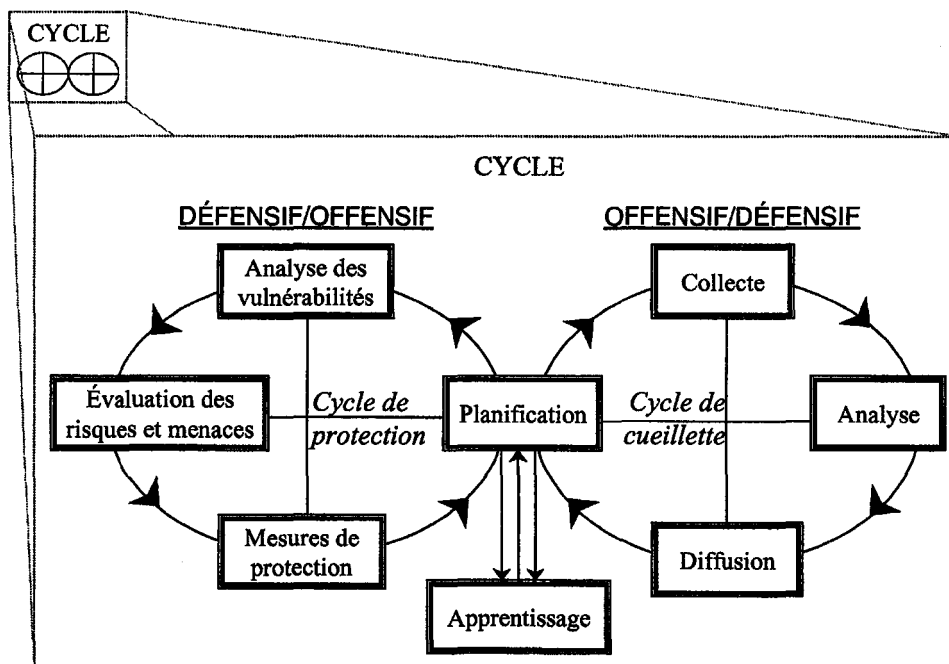 CYCLE
CYCLE
DÉFENSIF/OFFENSIF
OFFENSIF/DÉFENSIF
Analyse des
vulnérabilités
Collecte
Évaluation des
risques et menaces
Cycle de
protection
Planification
Cycle de
cueillette
Analyse
Mesures de
protection
Diffusion
Apprentissage